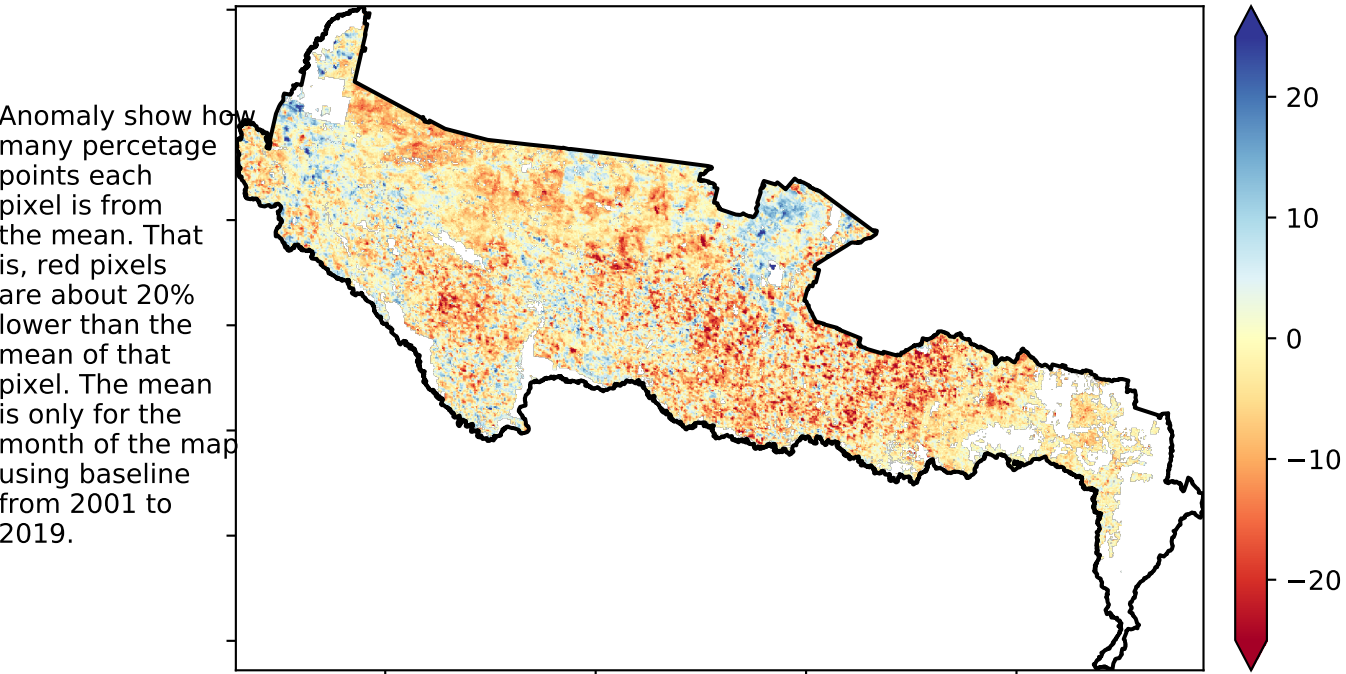 Anomaly show how
many percetage
points each
pixel is from
the mean. That
is, red pixels
are about 20%
lower than the
mean of that
pixel. The mean
is only for the
month of the map
using baseline
from 2001 to
2019.
20
10
0
−10
−20